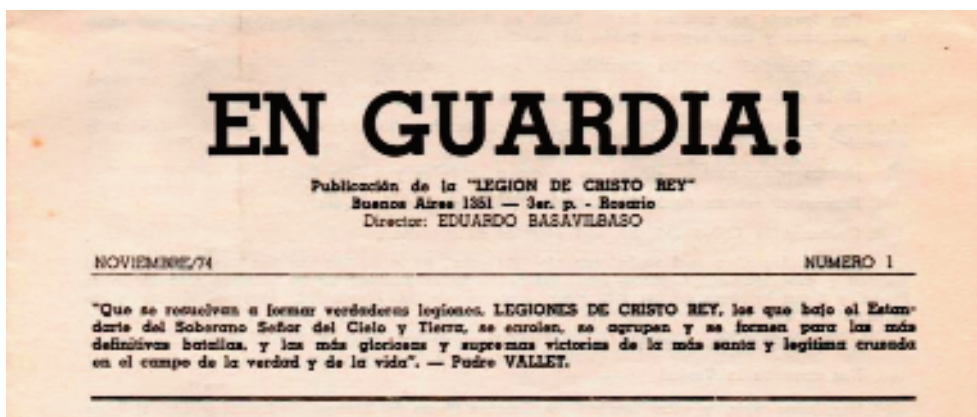 EN GUARDIA!
Publicación de la "LEGION DE CRISTO REY"
Buenos Aires 1351 — 3er. p. - Rosario
Director: EDUARDO BASAVILBASO
NOVIEMBRE/74 NUMERO 1
"Que se resuelvan a formar verdaderas legiones, LEGIONES DE CRISTO REY, los que bajo el Estan-
darte del Soberano Señor del Cielo y Tierra, se enrolen, se agrupen y se formen para las más
definitivas batallas, y las más gloriosas y supremas victorias de la más santa y legítima cruzada
en el campo de la verdad y de la vida". — Padre VALLET.